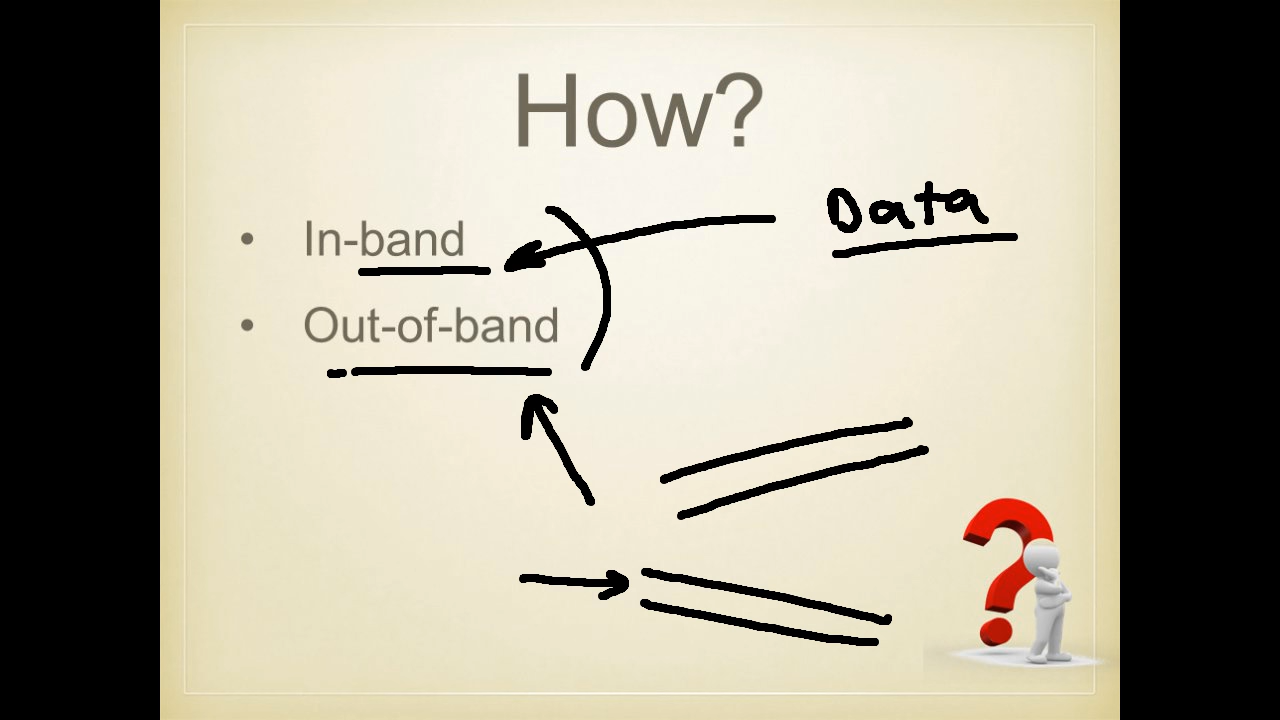 How?
Data
• In-band
• Out-of-band